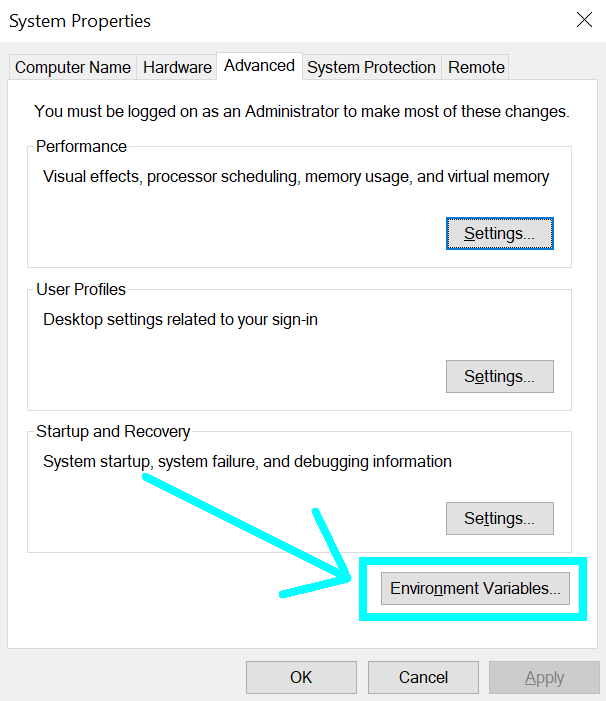 System Properties
Computer Name Hardware Advanced System Protection Remote
You must be logged on as an Administrator to make most of these changes.
Performance
Visual effects, processor scheduling, memory usage, and virtual memory
Settings...
User Profiles
Desktop settings related to your sign-in
Settings...
Startup and Recovery
System startup, system failure, and debugging information
Settings...
Environment Variables...
OK Cancel Apply